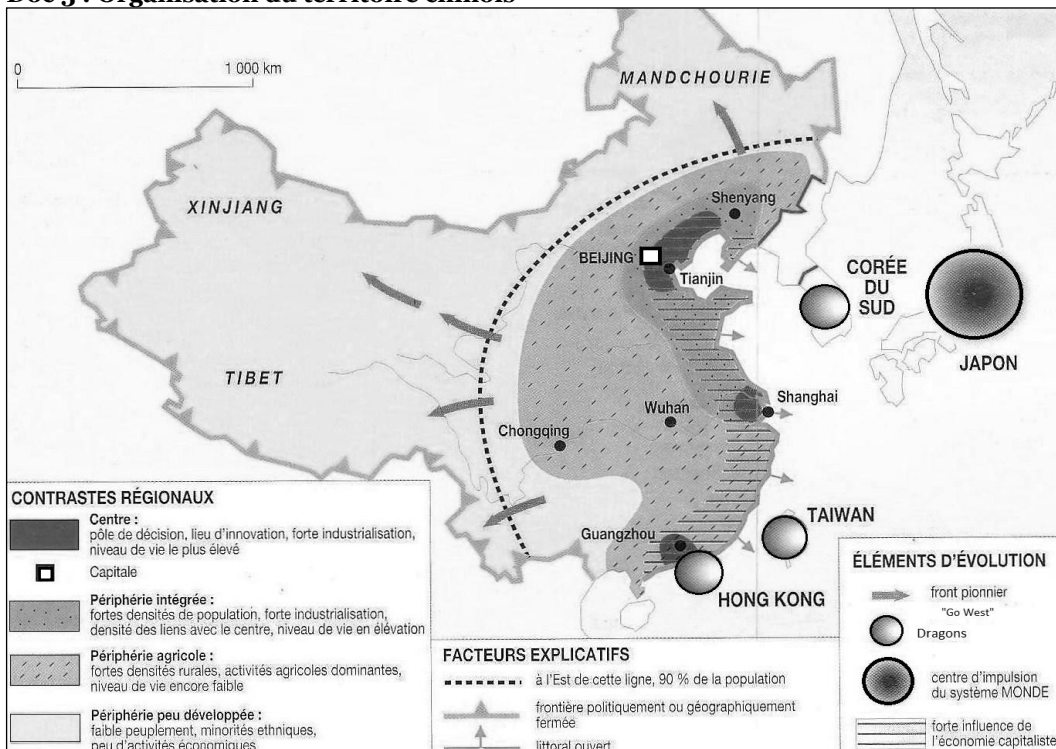 Doc 3 : Organisation du territoire chinois
0
1 000 km
MANDCHOURIE
XINJIANG
Shenyang
BEIJING
Tianjin
CORÉE
DU
SUD
JAPON
TIBET
Shanghai
Wuhan
Chongqing
TAIWAN
Guangzhou
HONG KONG
CONTRASTES RÉGIONAUX
Centre :
pôle de décision, lieu d'innovation, forte industrialisation,
niveau de vie le plus élevé
Capitale
Périphérie intégrée :
fortes densités de population, forte industrialisation,
densité des liens avec le centre, niveau de vie en élévation
Périphérie agricole :
fortes densités rurales, activités agricoles dominantes,
niveau de vie encore faible
Périphérie peu développée :
faible peuplement, minorités ethniques,
peu d'activités économiques
FACTEURS EXPLICATIFS
à l'Est de cette ligne, 90 % de la population
frontière politiquement ou géographiquement
fermée
littoral ouvert
ÉLÉMENTS D'ÉVOLUTION
front pionnier
"Go West"
Dragons
centre d'impulsion
du système MONDE
forte influence de
l'économie capitaliste